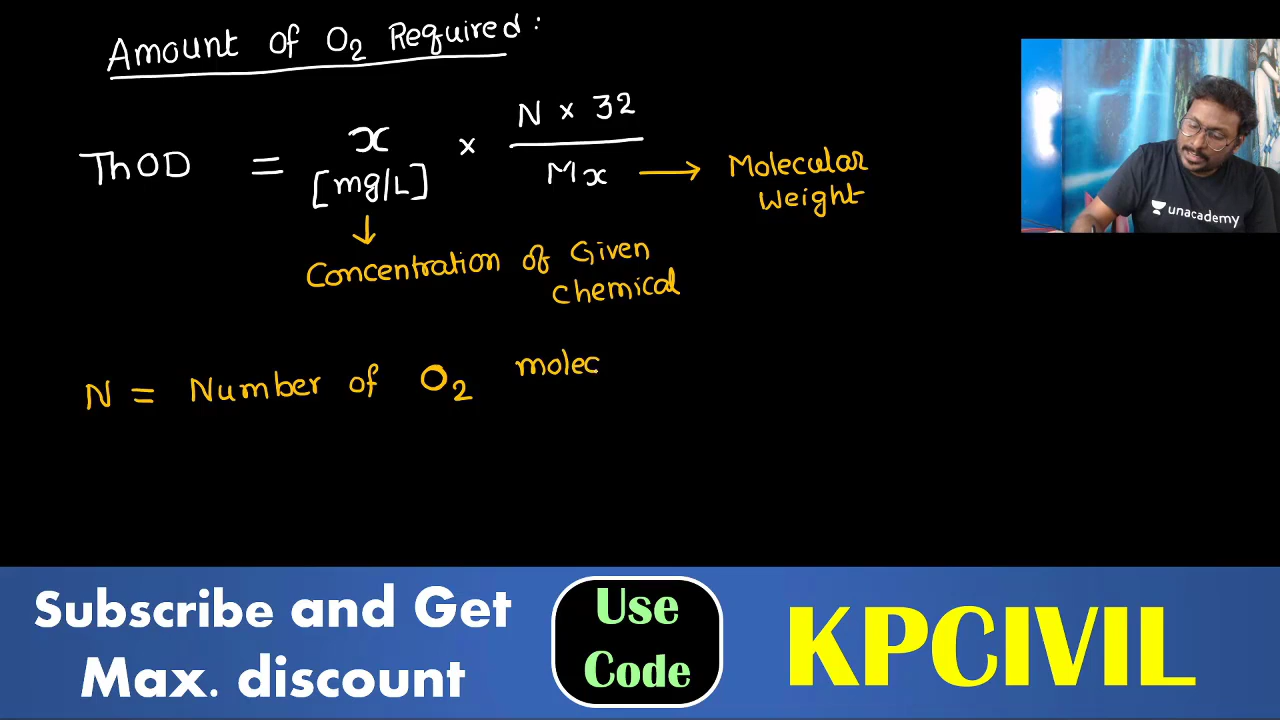 Amount of O2 Required:
ThOD = x [mg/L] × N × 32 / Mx → Molecular Weight
↓
Concentration of Given
chemical
N = Number of O2 molec
unacademy
Subscribe and Get
Max. discount
Use
Code
KPCIVIL